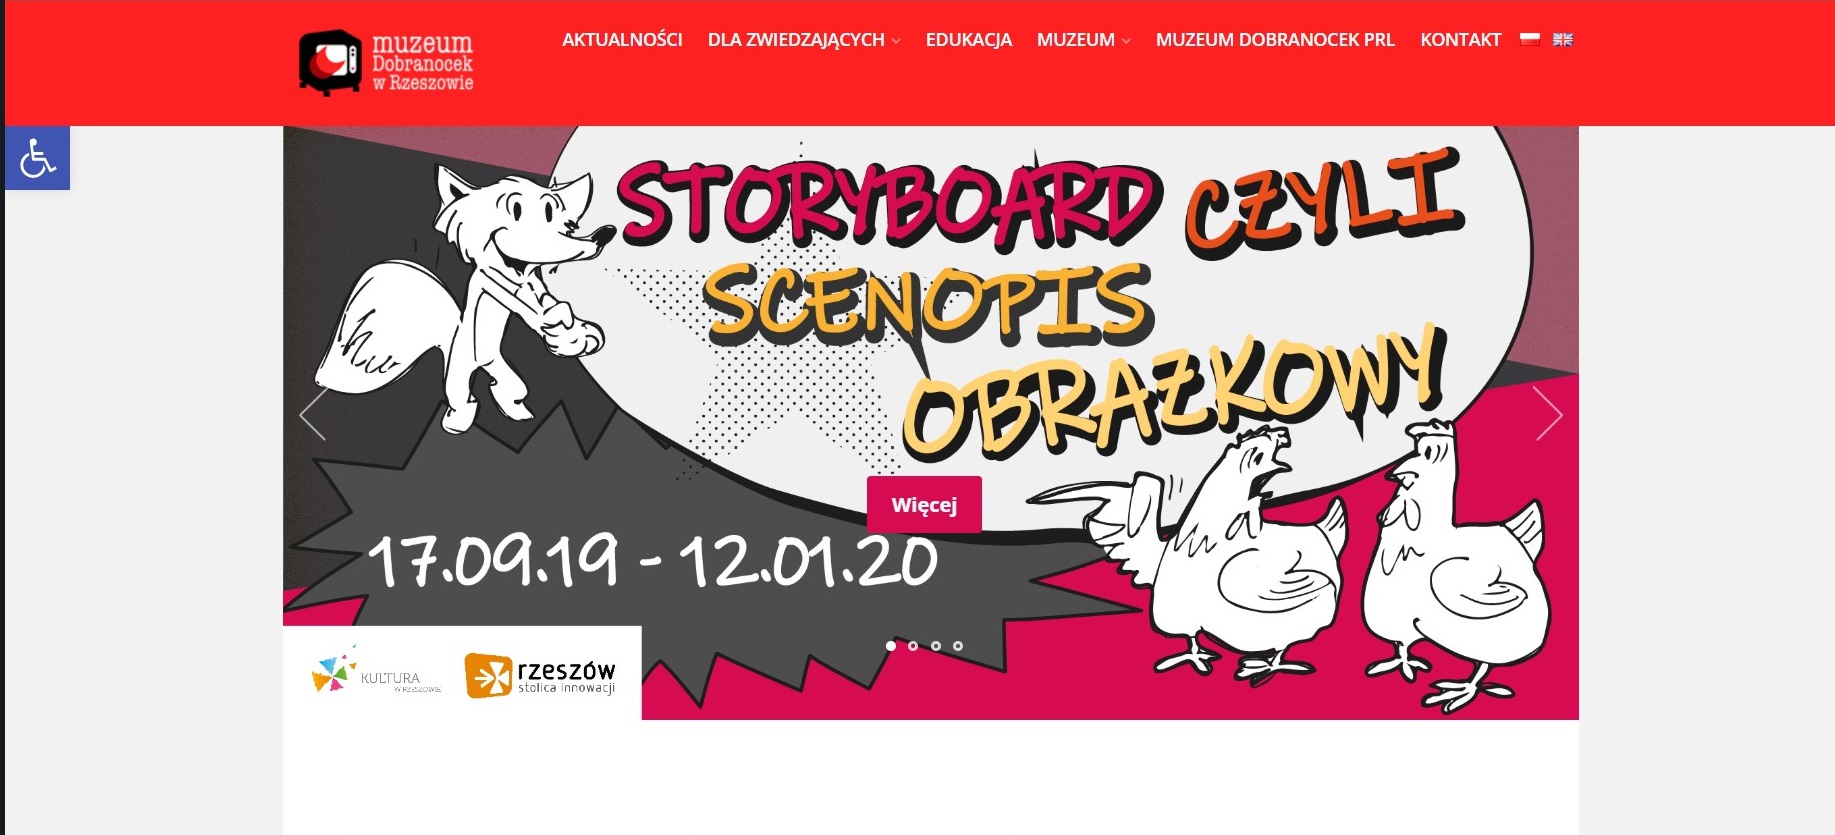 muzeum
Dobranocek
w Rzeszowie
AKTUALNOŚCI DLA ZWIEDZAJĄCYCH EDUKACJA MUZEUM MUZEUM DOBRANOCEK PRL KONTAKT
STORYBOARD CZYLI
SCENOPIS
OBRAZKOWY
Więcej
17.09.19 - 12.01.20
KULTURA
W RZESZOWIE
rzeszów
stolica innowacji